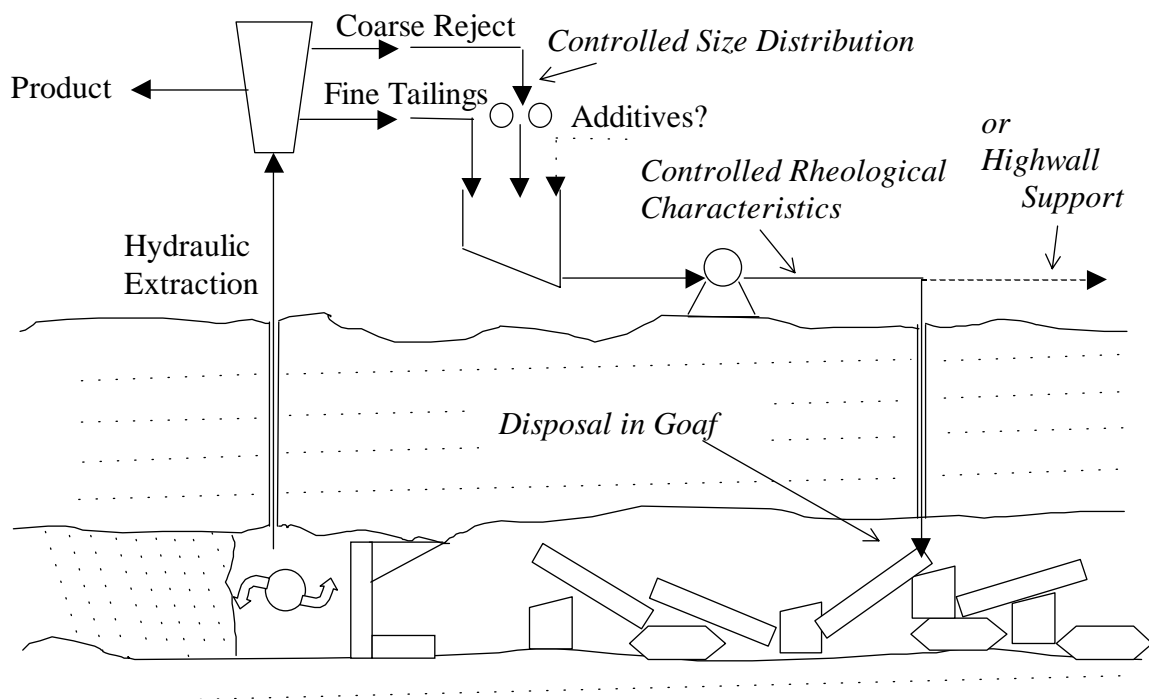 Coarse Reject
Controlled Size Distribution
Product
Fine Tailings
Additives?
or
Highwall
Support
Controlled Rheological
Characteristics
Hydraulic
Extraction
Disposal in Goaf